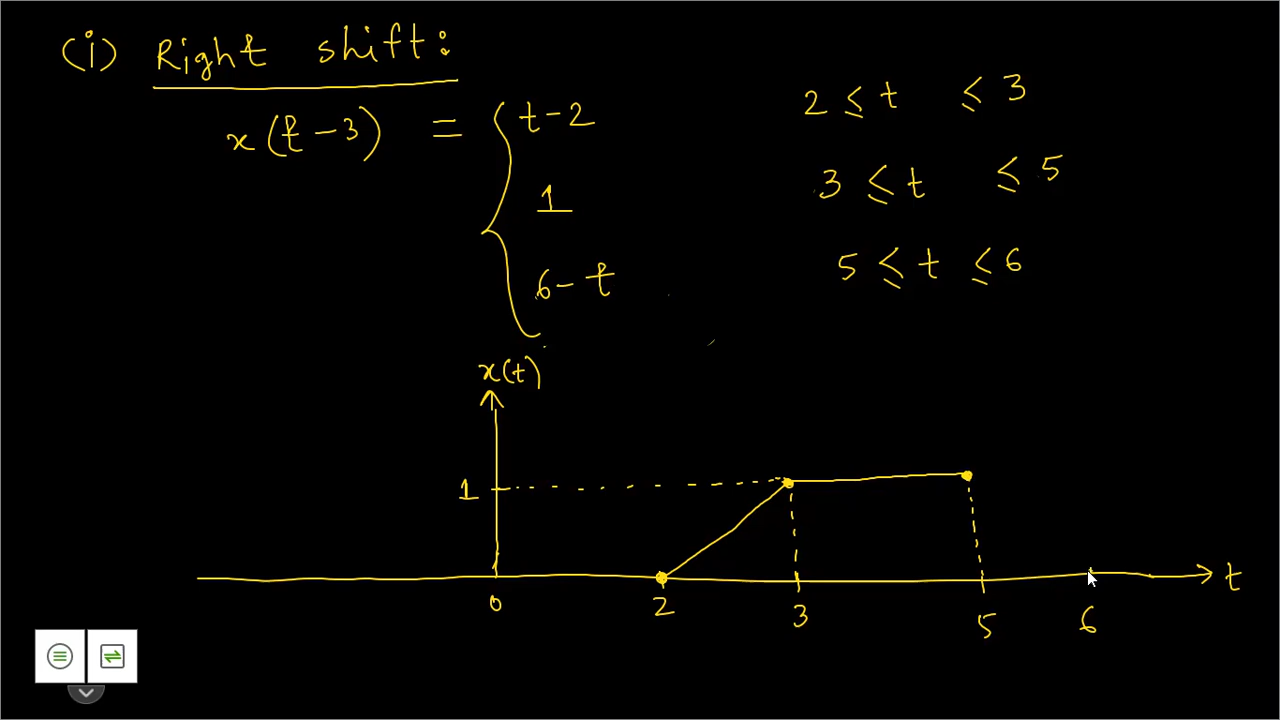 (i) Right shift:
x(t-3) = { t-2 2 ≤ t ≤ 3
1 3 ≤ t ≤ 5
6-t 5 ≤ t ≤ 6
x(t)
1
0 2 3 5 6 t